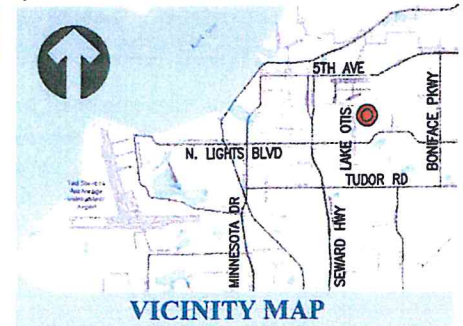 5TH AVE
LAKE OTIS
BONIFACE PKWY
N. LIGHTS BLVD
TUDOR RD
MINNESOTA DR
SEWARD HWY
VICINITY MAP